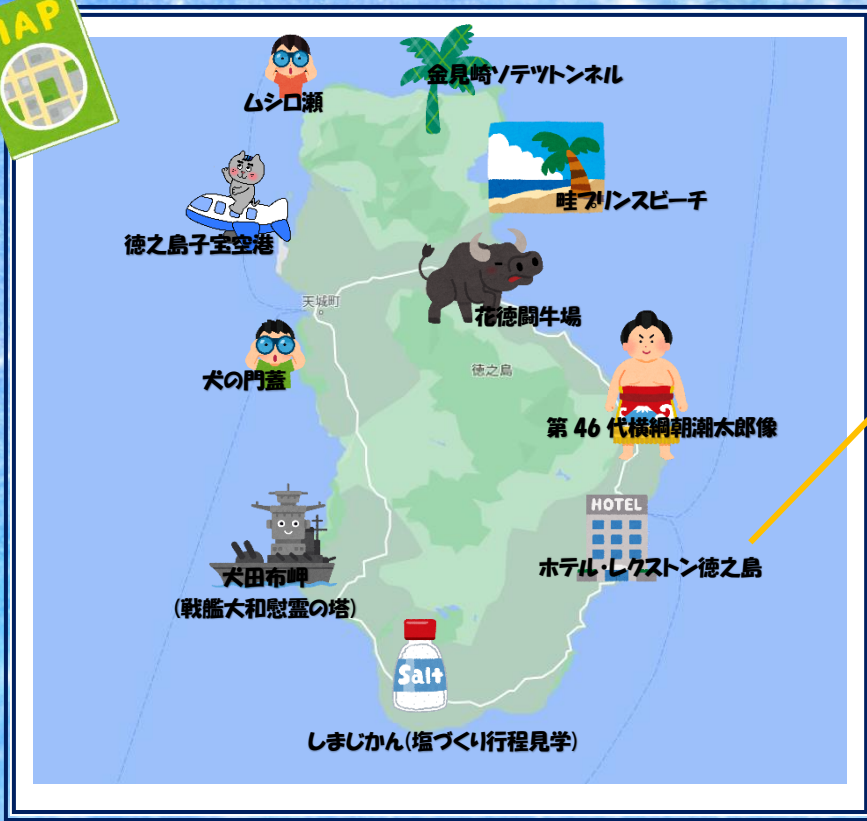 MAP
ムシロ瀬
金見崎ソテツトンネル
畦プリンスビーチ
徳之島子宝空港
天城町
花徳闘牛場
犬の門蓋
徳之島
第 46 代横綱朝潮太郎像
HOTEL
ホテル・レクストン徳之島
犬田布岬
(戦艦大和慰霊の塔)
Salt
しまじかん(塩づくり行程見学)